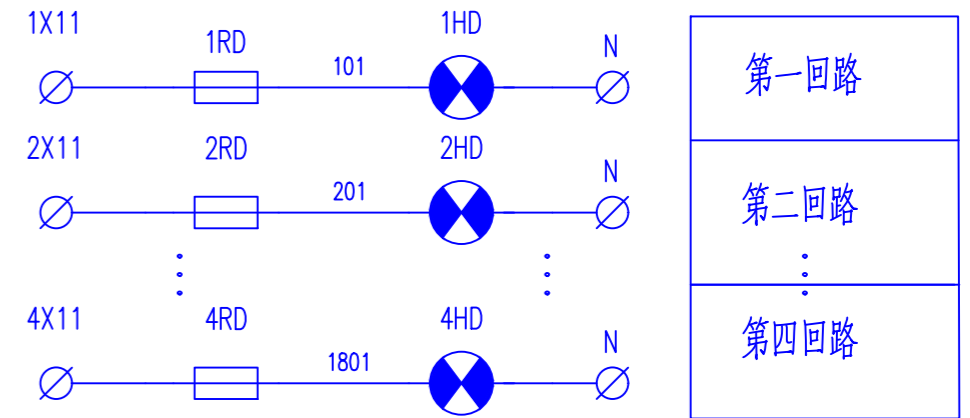 1X11 1RD 101 1HD N 第一回路
2X11 2RD 201 2HD N 第二回路
4X11 4RD 1801 4HD N 第四回路